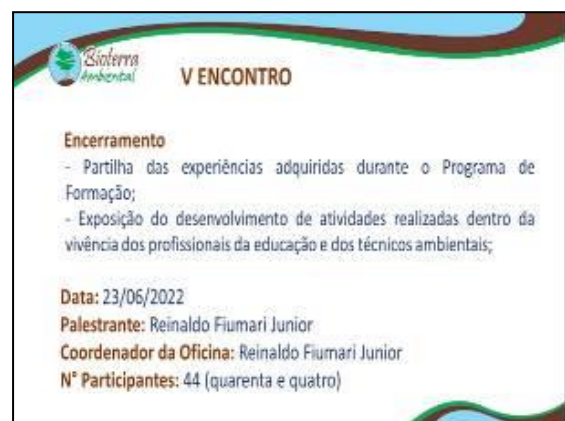 Bioterra
Ambiental
V ENCONTRO
Encerramento
- Partilha das experiências adquiridas durante o Programa de
Formação;
- Exposição do desenvolvimento de atividades realizadas dentro da
vivência dos profissionais da educação e dos técnicos ambientais;
Data: 23/06/2022
Palestrante: Reinaldo Fiumari Junior
Coordenador da Oficina: Reinaldo Fiumari Junior
N° Participantes: 44 (quarenta e quatro)